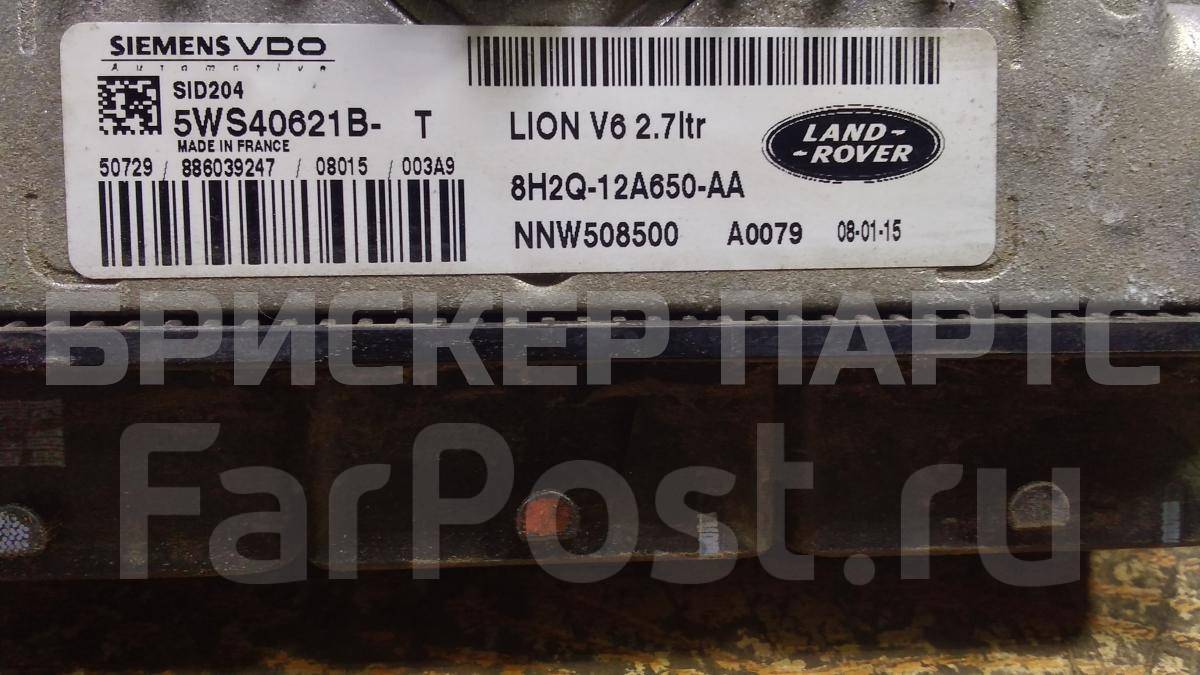 SIEMENS VDO
Automotive
SID204
5WS40621B- T
MADE IN FRANCE
50729 / 886039247 / 08015 / 003A9
LION V6 2.7ltr
LAND-
-ROVER
8H2Q-12A650-AA
NNW508500 A0079 08-01-15
БРИСКЕР ПАРТС
FarPost.ru